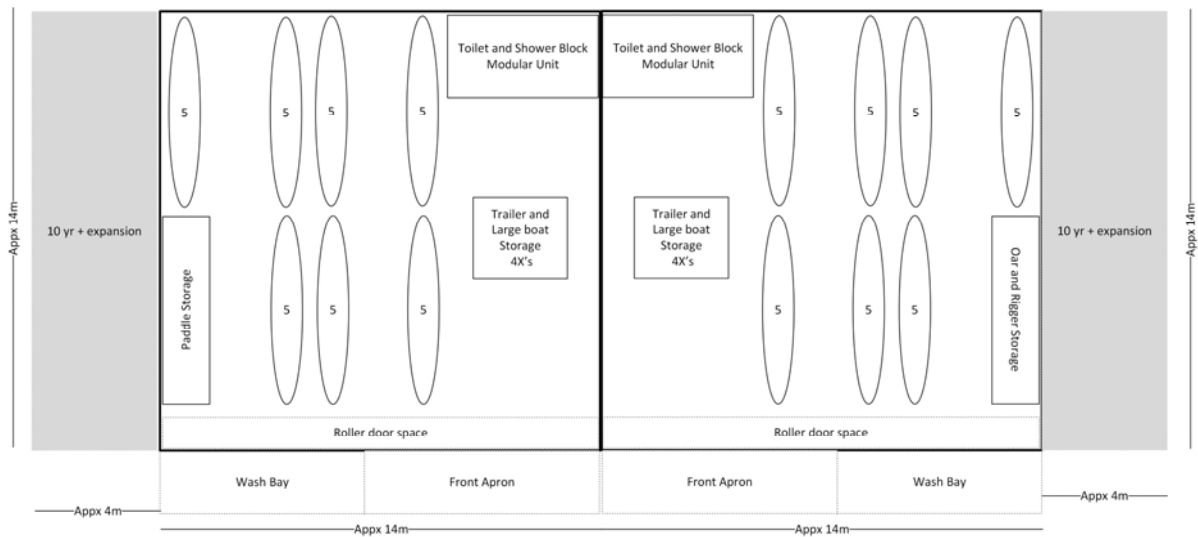 Toilet and Shower Block
Modular Unit
Toilet and Shower Block
Modular Unit
5
5
5
5
5
5
5
5
Appx 14m
10 yr + expansion
Trailer and
Large boat
Storage
4X's
Trailer and
Large boat
Storage
4X's
10 yr + expansion
Appx 14m
Paddle Storage
5
5
5
5
5
5
Oar and Rigger Storage
Roller door space
Roller door space
Wash Bay
Front Apron
Front Apron
Wash Bay
Appx 4m
Appx 4m
Appx 14m
Appx 14m